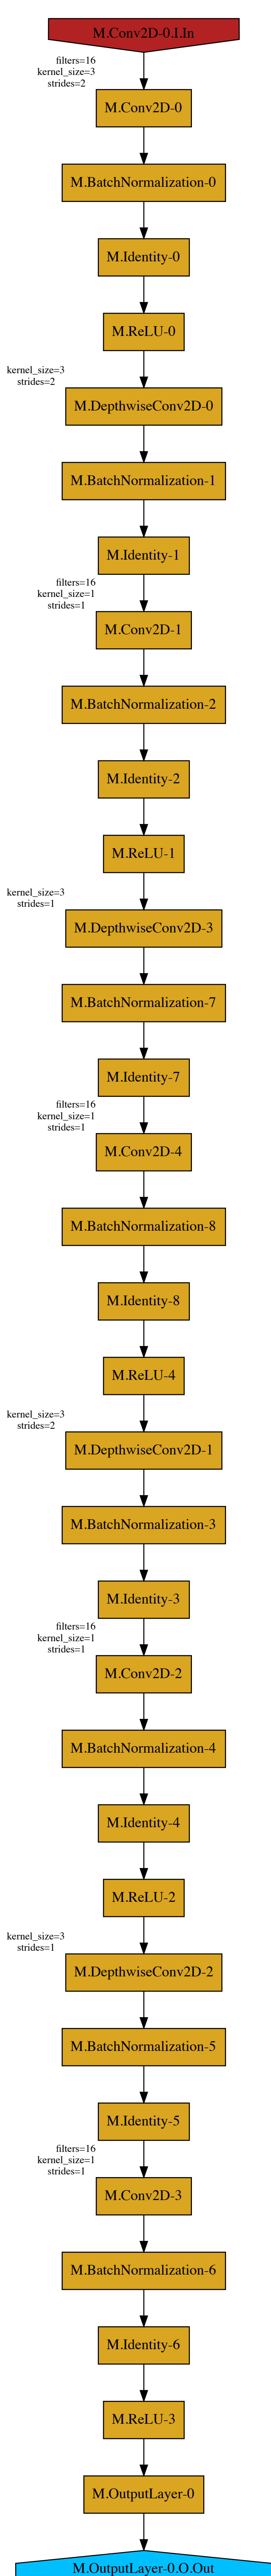 M.Conv2D-0.I.In
filters=16
kernel_size=3
strides=2
M.Conv2D-0
M.BatchNormalization-0
M.Identity-0
M.ReLU-0
kernel_size=3
strides=2
M.DepthwiseConv2D-0
M.BatchNormalization-1
M.Identity-1
filters=16
kernel_size=1
strides=1
M.Conv2D-1
M.BatchNormalization-2
M.Identity-2
M.ReLU-1
kernel_size=3
strides=1
M.DepthwiseConv2D-3
M.BatchNormalization-7
M.Identity-7
filters=16
kernel_size=1
strides=1
M.Conv2D-4
M.BatchNormalization-8
M.Identity-8
M.ReLU-4
kernel_size=3
strides=2
M.DepthwiseConv2D-1
M.BatchNormalization-3
M.Identity-3
filters=16
kernel_size=1
strides=1
M.Conv2D-2
M.BatchNormalization-4
M.Identity-4
M.ReLU-2
kernel_size=3
strides=1
M.DepthwiseConv2D-2
M.BatchNormalization-5
M.Identity-5
filters=16
kernel_size=1
strides=1
M.Conv2D-3
M.BatchNormalization-6
M.Identity-6
M.ReLU-3
M.OutputLayer-0
M.OutputLayer-0.O.Out